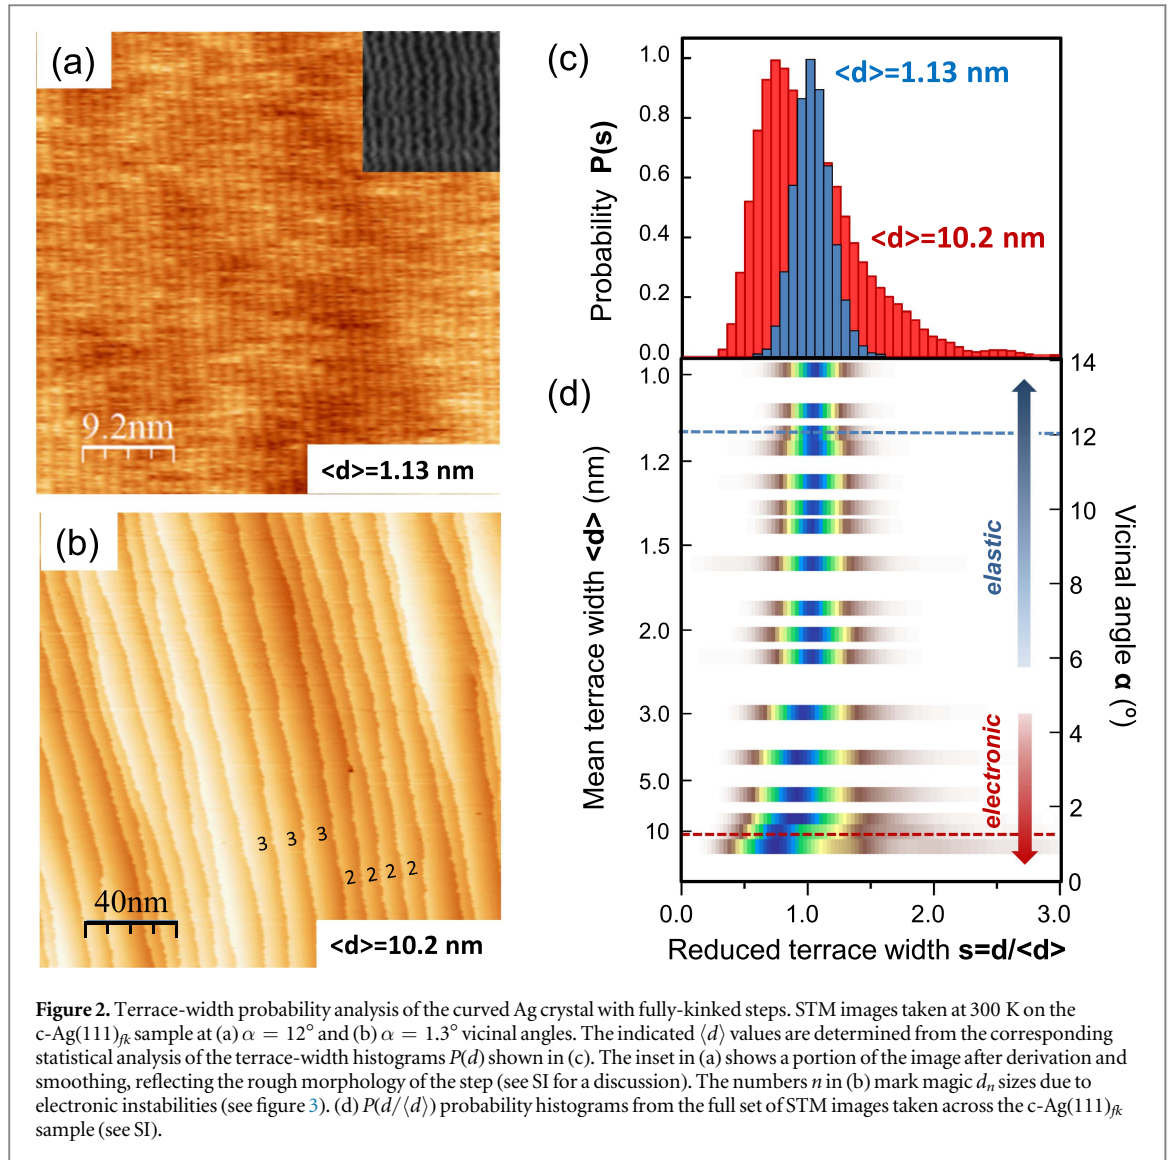 (a)
9.2nm
<d>=1.13 nm
(b)
3 3 3
2 2 2 2
40nm
<d>=10.2 nm
(c)
<d>=1.13 nm
<d>=10.2 nm
Probability P(s)
1.0
0.8
0.6
0.4
0.2
0.0
(d)
Mean terrace width <d> (nm)
1.0
1.2
1.5
2.0
3.0
5.0
10
elastic
electronic
14
12
10
8
6
4
2
0
Vicinal angle α (º)
0.0 1.0 2.0 3.0
Reduced terrace width s=d/<d>
Figure 2. Terrace-width probability analysis of the curved Ag crystal with fully-kinked steps. STM images taken at 300 K on the
c-Ag(111)fk sample at (a) α = 12° and (b) α = 1.3° vicinal angles. The indicated ⟨d⟩ values are determined from the corresponding
statistical analysis of the terrace-width histograms P(d) shown in (c). The inset in (a) shows a portion of the image after derivation and
smoothing, reflecting the rough morphology of the step (see SI for a discussion). The numbers n in (b) mark magic dn sizes due to
electronic instabilities (see figure 3). (d) P(d/⟨d⟩) probability histograms from the full set of STM images taken across the c-Ag(111)fk
sample (see SI).